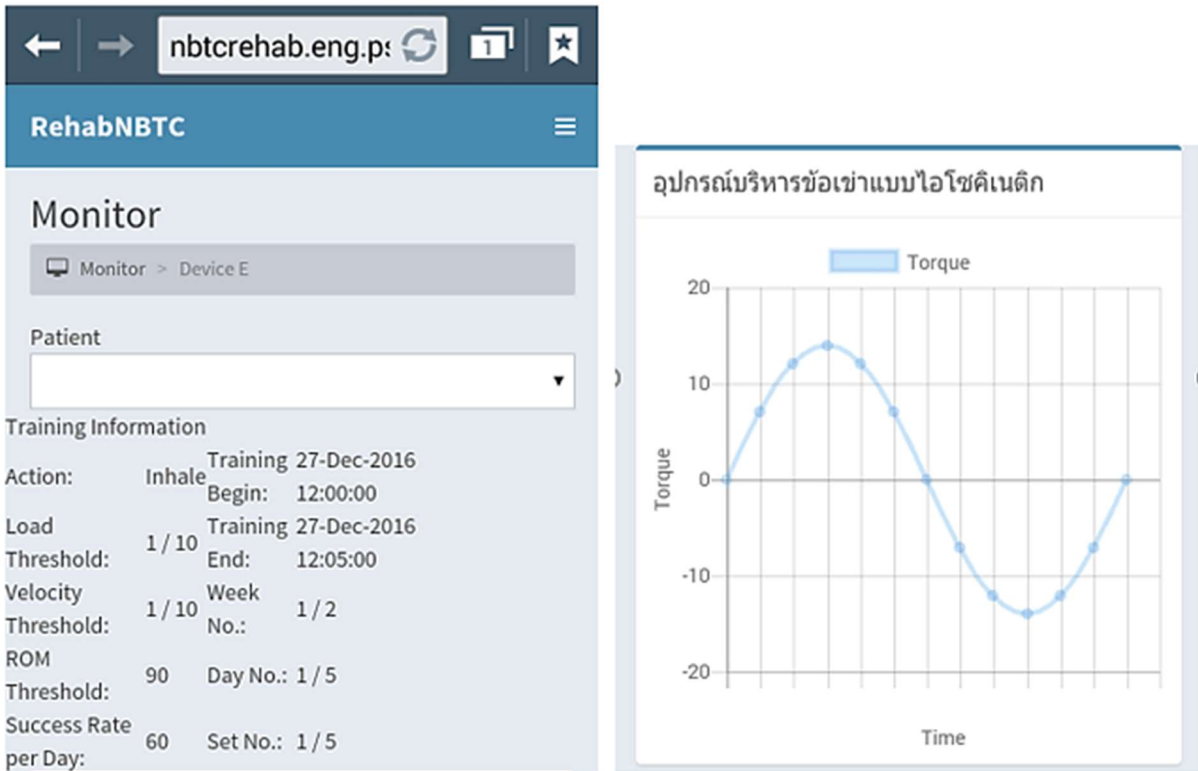 nbtcrehab.eng.ps
1
RehabNBTC
Monitor
Monitor > Device E
Patient
Training Information
Action: Inhale Training Begin: 27-Dec-2016 12:00:00
Load Threshold: 1 / 10 Training End: 12:05:00 27-Dec-2016
Velocity Threshold: 1 / 10 Week No.: 1 / 2
ROM Threshold: 90 Day No.: 1 / 5
Success Rate per Day: 60 Set No.: 1 / 5
อุปกรณ์บริหารข้อเข่าแบบไอโซคิเนติก
Torque
20
10
0
-10
-20
Torque
Time